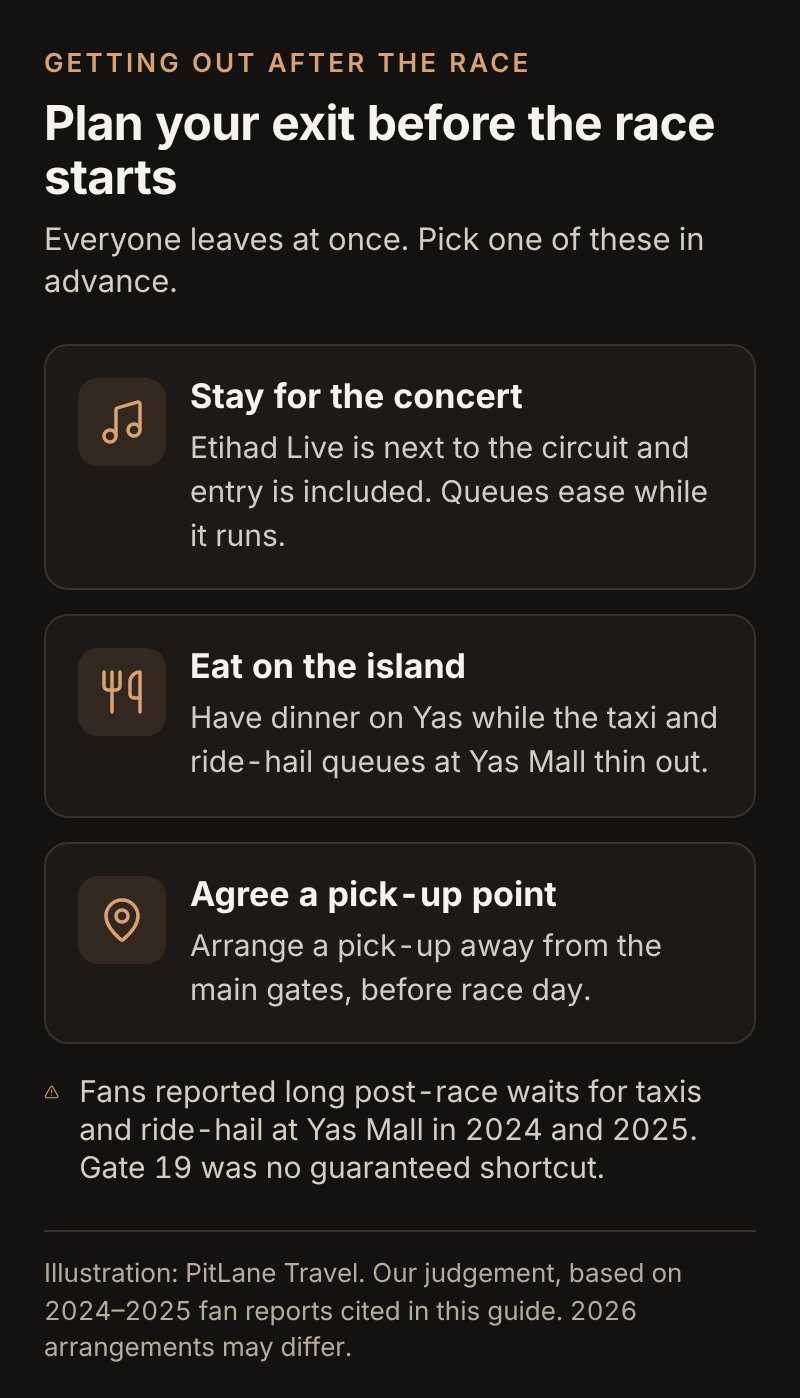 GETTING OUT AFTER THE RACE
Plan your exit before the race
starts
Everyone leaves at once. Pick one of these in
advance.
Stay for the concert
Etihad Live is next to the circuit and
entry is included. Queues ease while
it runs.
Eat on the island
Have dinner on Yas while the taxi and
ride-hail queues at Yas Mall thin out.
Agree a pick-up point
Arrange a pick-up away from the
main gates, before race day.
Fans reported long post-race waits for taxis
and ride-hail at Yas Mall in 2024 and 2025.
Gate 19 was no guaranteed shortcut.
Illustration: PitLane Travel. Our judgement, based on
2024–2025 fan reports cited in this guide. 2026
arrangements may differ.